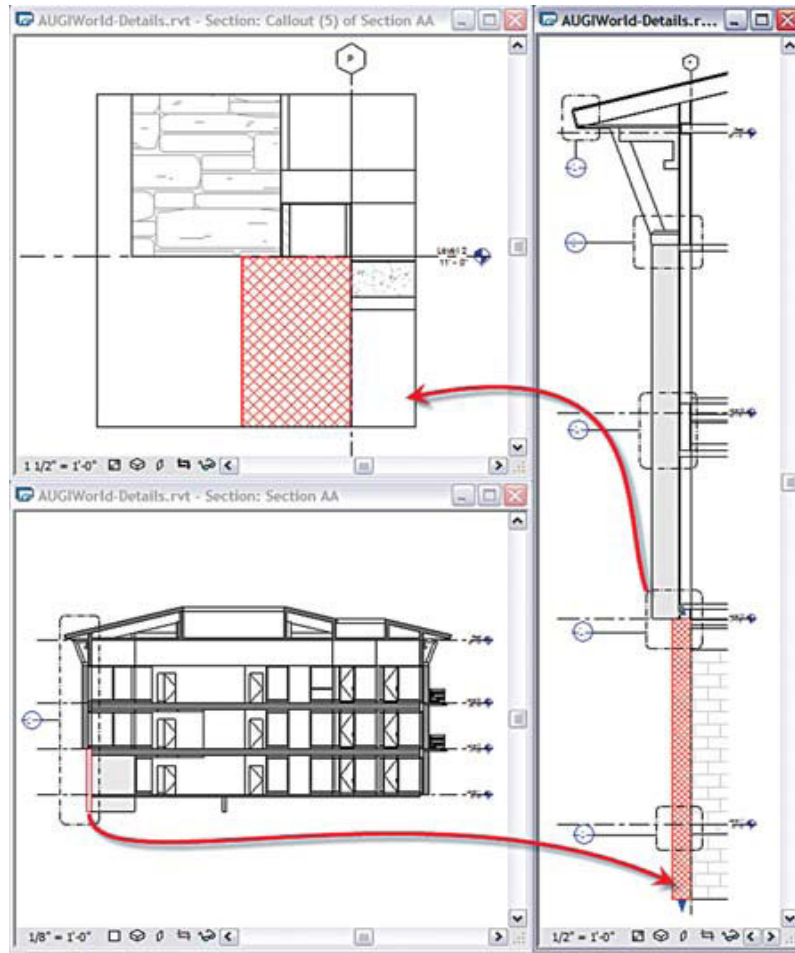 AUGIWorld-Details.rvt - Section: Callout (5) of Section AA
P
Level 2
11' - 0"
1 1/2" = 1'-0"
AUGIWorld-Details.rvt - Section: Section AA
1/8" = 1'-0"
AUGIWorld-Details.r...
1/2" = 1'-0"